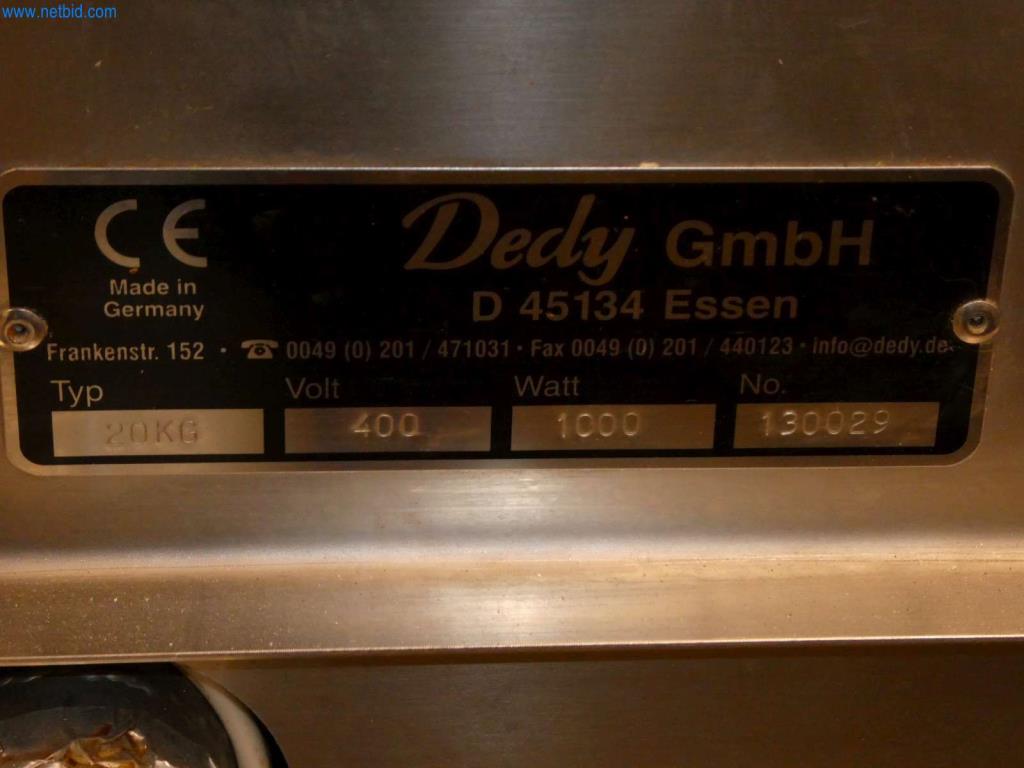 www.netbid.com
CE
Made in
Germany
Dedy GmbH
D 45134 Essen
Frankenstr. 152 · ☎ 0049 (0) 201 / 471031 · Fax 0049 (0) 201 / 440123 · info@dedy.de
Typ Volt Watt No.
20KG 400 1000 130029